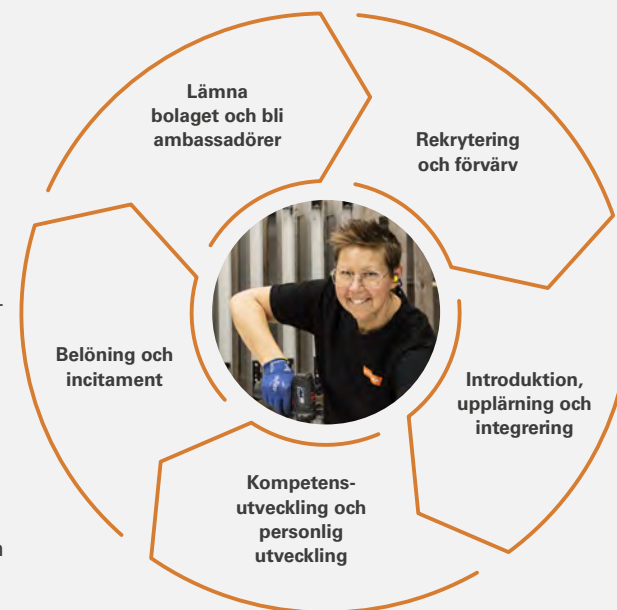 Lämna
bolaget och bli
ambassadörer
Rekrytering
och förvärv
Introduktion,
upplärning och
integrering
Kompetens-
utveckling och
personlig
utveckling
Belöning och
incitament